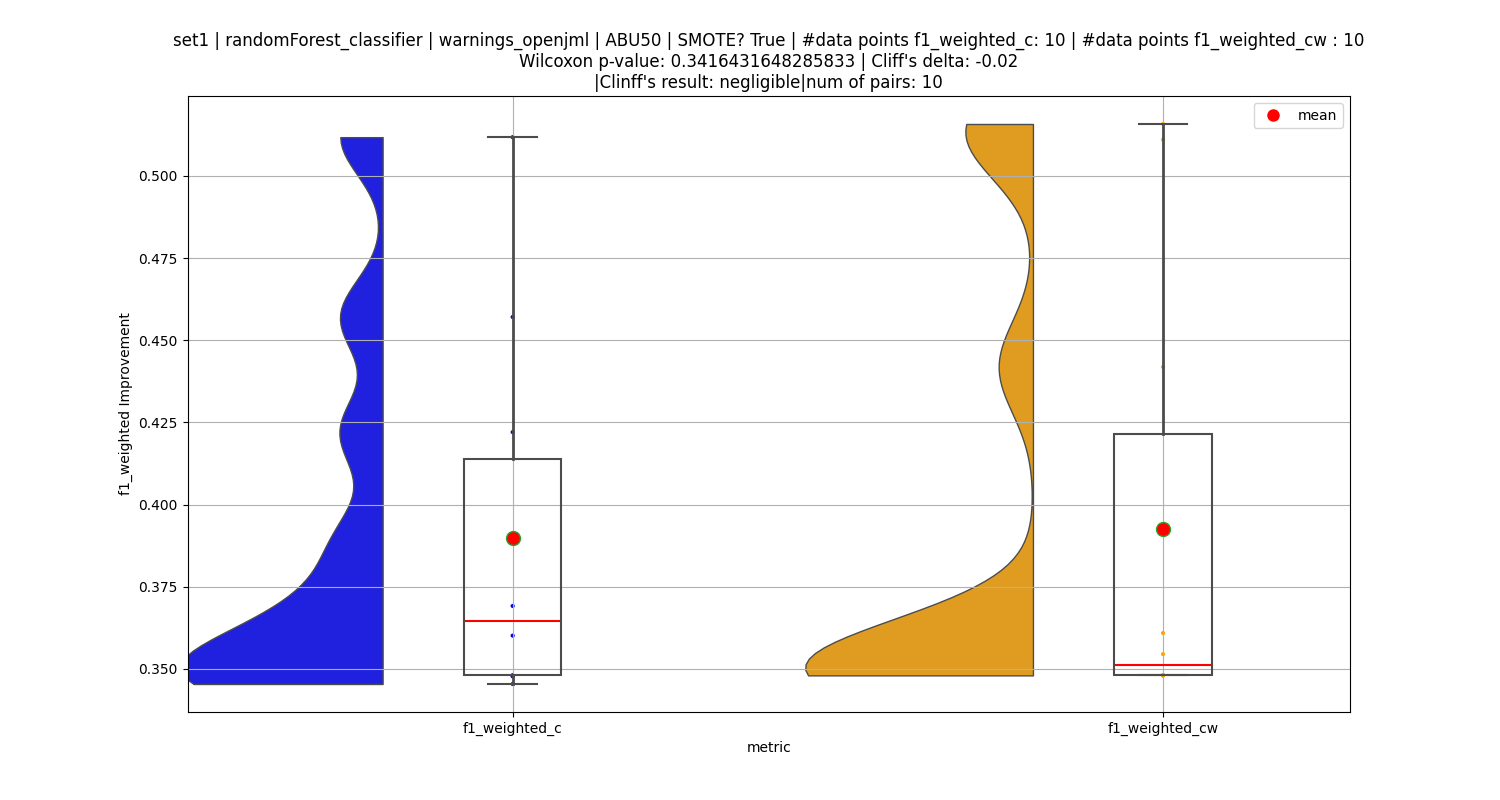 set1 | randomForest_classifier | warnings_openjml | ABU50 | SMOTE? True | #data points f1_weighted_c: 10 | #data points f1_weighted_cw : 10
Wilcoxon p-value: 0.3416431648285833 | Cliff's delta: -0.02
|Clinff's result: negligible|num of pairs: 10
mean
0.500
0.475
0.450
0.425
0.400
0.375
0.350
f1_weighted Improvement
f1_weighted_c
f1_weighted_cw
metric